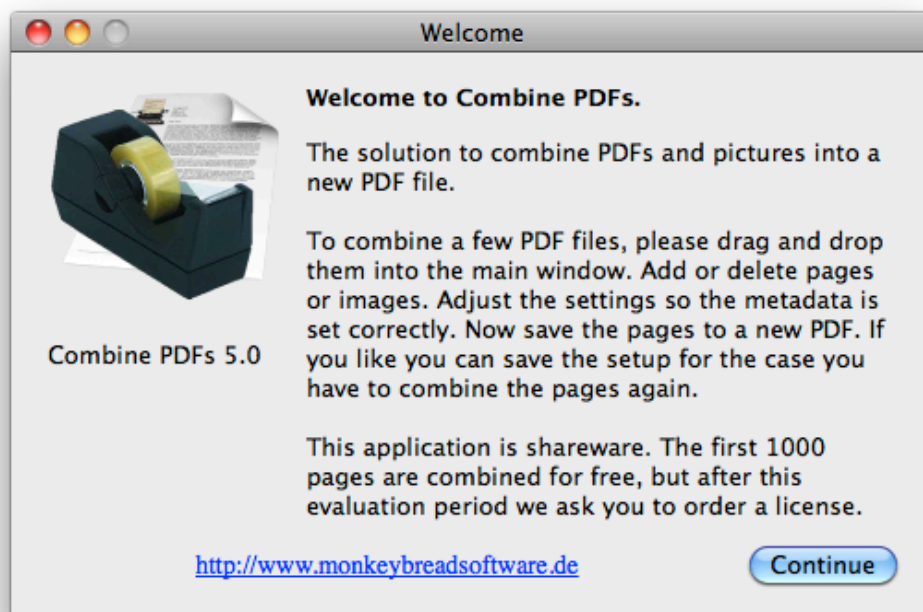 Welcome
Welcome to Combine PDFs.
The solution to combine PDFs and pictures into a
new PDF file.
To combine a few PDF files, please drag and drop
them into the main window. Add or delete pages
or images. Adjust the settings so the metadata is
set correctly. Now save the pages to a new PDF. If
you like you can save the setup for the case you
have to combine the pages again.
Combine PDFs 5.0
This application is shareware. The first 1000
pages are combined for free, but after this
evaluation period we ask you to order a license.
http://www.monkeybreadsoftware.de
Continue